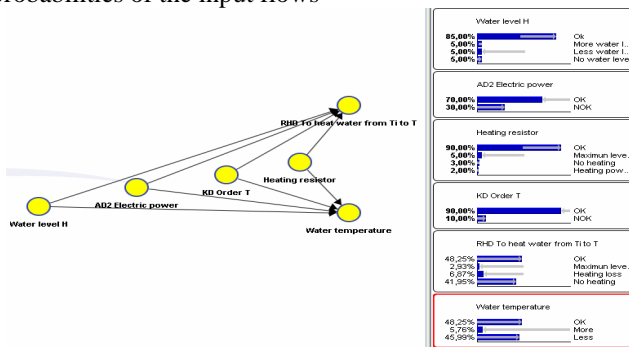 robabilities of the input flows
RHD To heat water from Ti to T
Heating resistor
KD Order T
AD2 Electric power
Water level H
Water temperature
Water level H
85,00% Ok
5,00% More water l...
5,00% Less water l...
5,00% No water level
AD2 Electric power
70,00% OK
30,00% NOK
Heating resistor
90,00% OK
5,00% Maximun leve...
3,00% No heating
2,00% Heating pow...
KD Order T
90,00% OK
10,00% NOK
RHD To heat water from Ti to T
48,25% OK
2,93% Maximun leve...
6,87% Heating loss
41,95% No heating
Water temperature
48,25% OK
5,76% More
45,99% Less